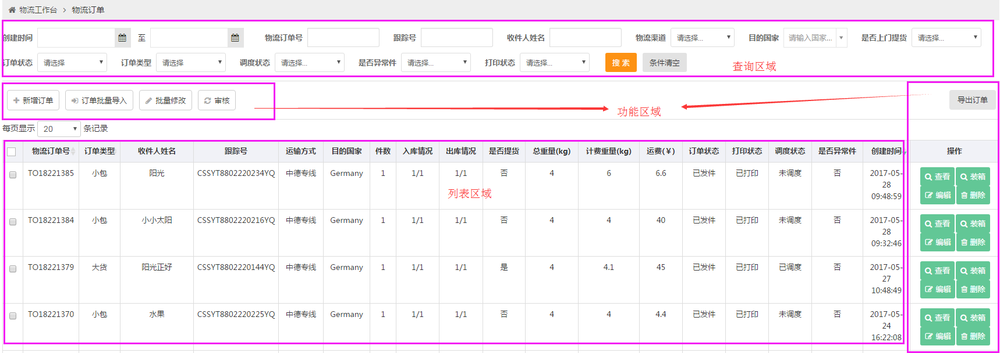 物流工作台 > 物流订单
创建时间 至 物流订单号 跟踪号 收件人姓名 物流渠道 请选择... 目的国家 请输入国家... 是否上门提货 请选择...
订单状态 请选择 订单类型 请选择 调度状态 请选择... 是否异常件 请选择... 打印状态 请选择... 搜 索 条件清空
查询区域
新增订单 订单批量导入 批量修改 审核 导出订单
功能区域
每页显示 20 条记录
物流订单号 订单类型 收件人姓名 跟踪号 运输方式 目的国家 件数 入库情况 出库情况 是否提货 总重量(kg) 计费重量(kg) 运费(￥) 订单状态 打印状态 调度状态 是否异常件 创建时间 操作
TO18221385 小包 阳光 CSSYT8802220234YQ 中德专线 Germany 1 1/1 1/1 否 4 6 6.6 已发件 已打印 未调度 否 2017-05-
28
09:48:59
查看 装箱
编辑 删除
列表区域
TO18221384 小包 小小太阳 CSSYT8802220216YQ 中德专线 Germany 1 1/1 1/1 否 4 4 40 已发件 已打印 未调度 否 2017-05-
28
09:32:46
查看 装箱
编辑 删除
TO18221379 大货 阳光正好 CSSYT8802220144YQ 中德专线 Germany 1 1/1 1/1 是 4 4.1 45 已发件 已打印 已调度 否 2017-05-
27
10:48:49
查看 装箱
编辑 删除
TO18221370 小包 水果 CSSYT8802220225YQ 中德专线 Germany 1 1/1 1/1 否 4 4 4.4 已发件 已打印 未调度 否 2017-05-
24
16:22:08
查看 装箱
编辑 删除